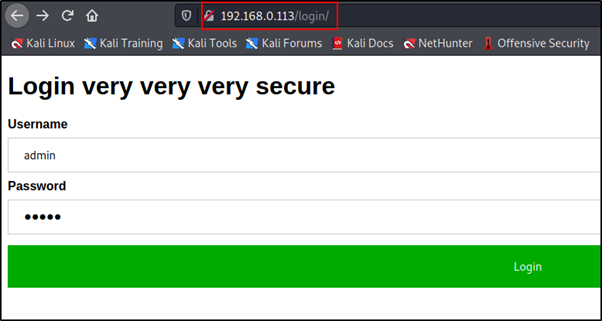 192.168.0.113/login/
Kali Linux Kali Training Kali Tools Kali Forums Kali Docs NetHunter Offensive Security
Login very very very secure
Username
admin
Password
•••••
Login